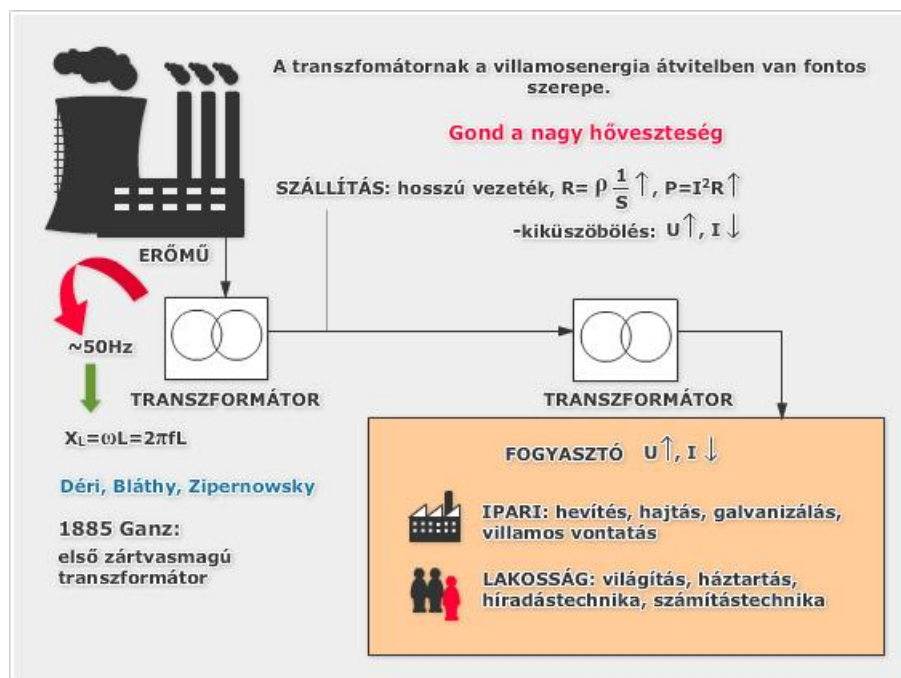 A transzfomátornak a villamosenergia átvitelben van fontos
szerepe.
Gond a nagy hőveszteség
SZÁLLÍTÁS: hosszú vezeték, R= ρ 1/S ↑, P=I²R↑
-kiküszöbölés: U↑, I↓
ERŐMŰ
~50Hz
TRANSZFORMÁTOR
TRANSZFORMÁTOR
X_L=ωL=2πfL
Déri, Bláthy, Zipernowsky
1885 Ganz:
első zártvasmagú
transzformátor
FOGYASZTÓ U↑, I↓
IPARI: hevítés, hajtás, galvanizálás,
villamos vontatás
LAKOSSÁG: világítás, háztartás,
híradástechnika, számítástechnika